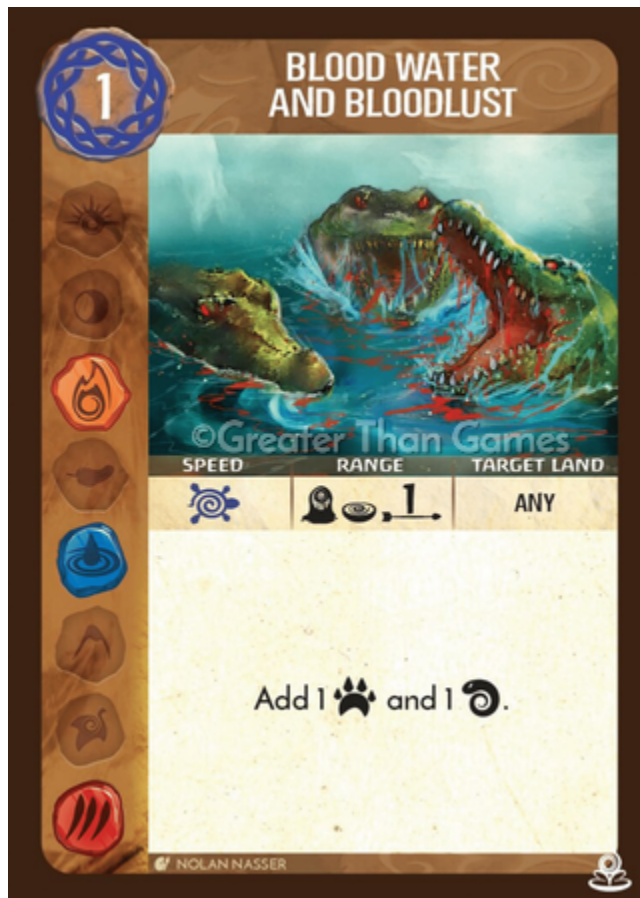 1
BLOOD WATER
AND BLOODLUST
©Greater Than Games
SPEED RANGE TARGET LAND
1 ANY
Add 1 and 1 .
NOLAN NASSER